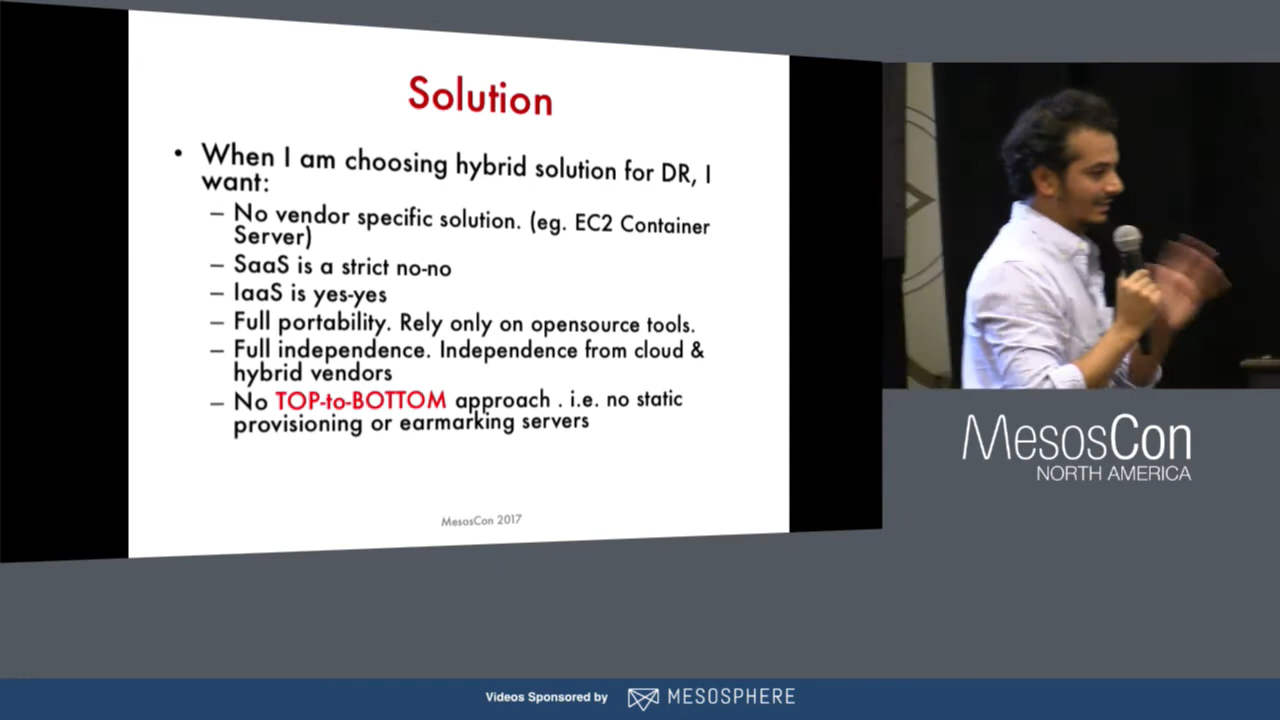 Solution
• When I am choosing hybrid solution for DR, I
want:
– No vendor specific solution. (eg. EC2 Container
Server)
– SaaS is a strict no-no
– IaaS is yes-yes
– Full portability. Rely only on opensource tools.
– Full independence. Independence from cloud &
hybrid vendors
– No TOP-to-BOTTOM approach . i.e. no static
provisioning or earmarking servers
MesosCon 2017
MesosCon
NORTH AMERICA
Videos Sponsored by MESOSPHERE